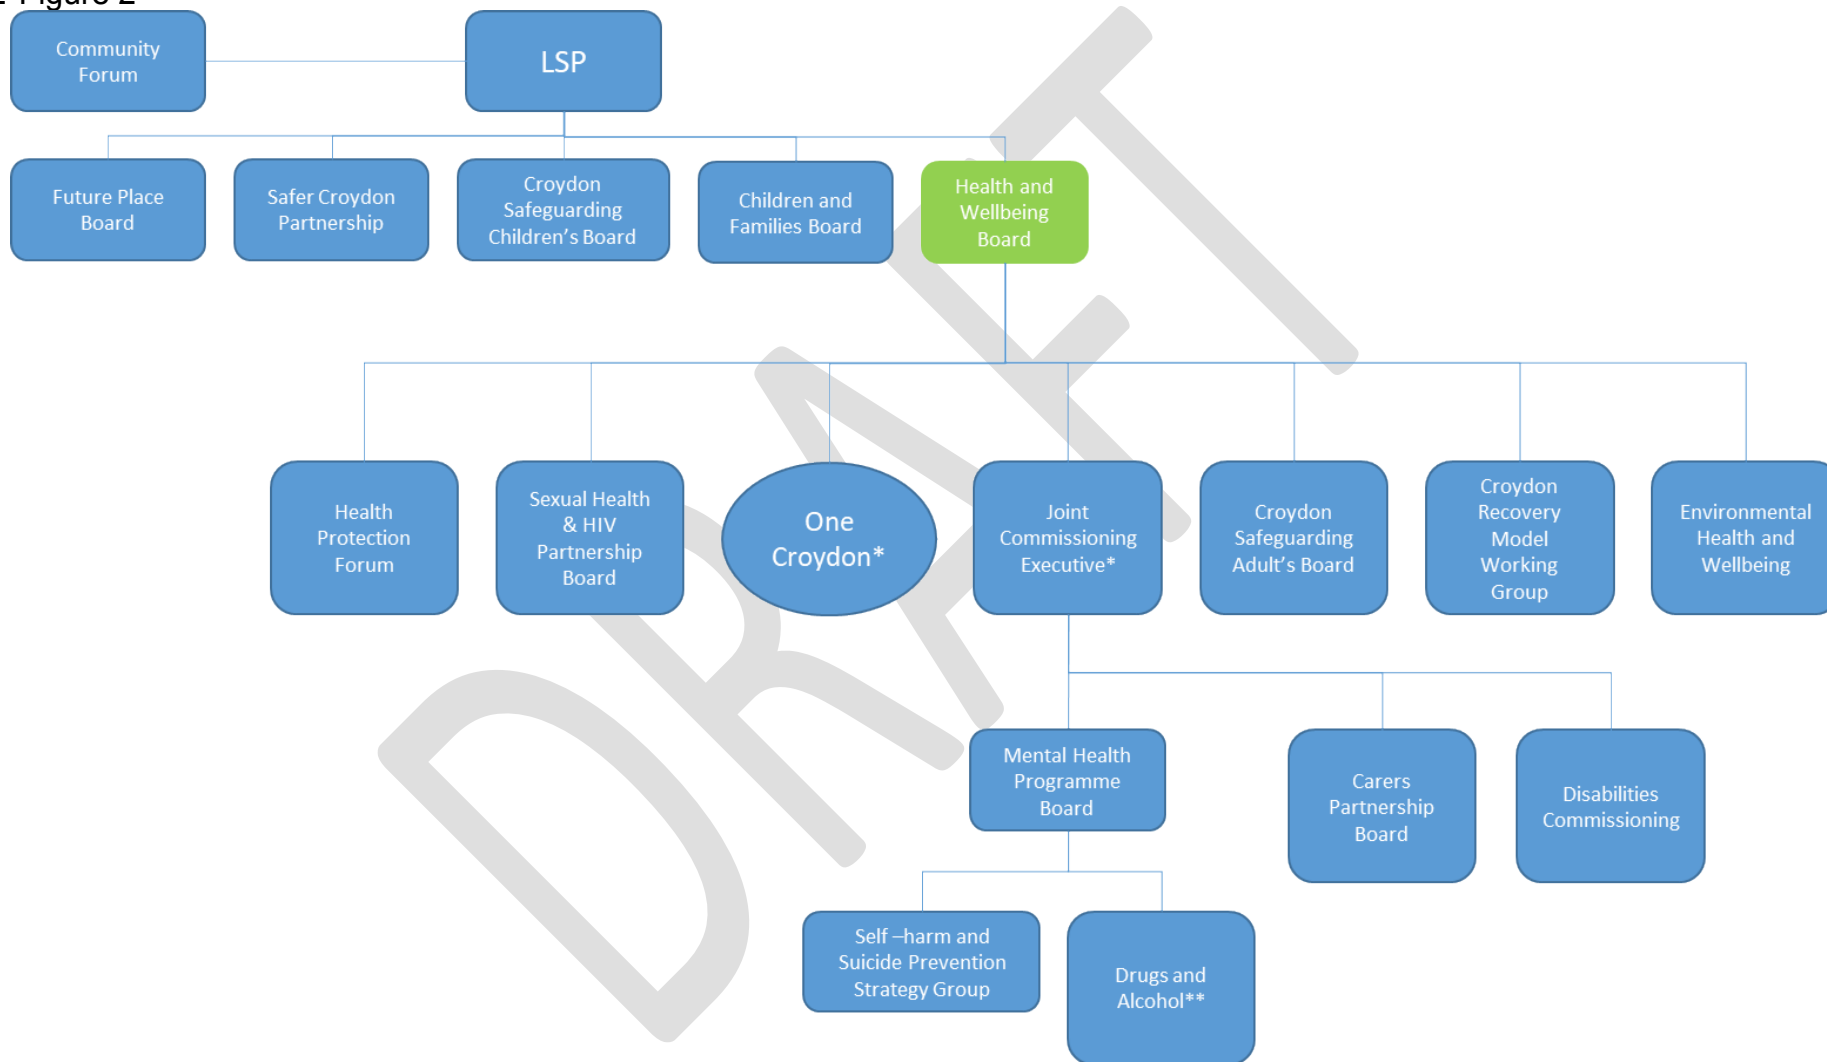 Figure 2
Community
Forum
LSP
Future Place
Board
Safer Croydon
Partnership
Croydon
Safeguarding
Children’s Board
Children and
Families Board
Health and
Wellbeing
Board
Health
Protection
Forum
Sexual Health
& HIV
Partnership
Board
One
Croydon*
Joint
Commissioning
Executive*
Croydon
Safeguarding
Adult’s Board
Croydon
Recovery
Model
Working
Group
Environmental
Health and
Wellbeing
Mental Health
Programme
Board
Carers
Partnership
Board
Disabilities
Commissioning
Self –harm and
Suicide Prevention
Strategy Group
Drugs and
Alcohol**
DRAFT